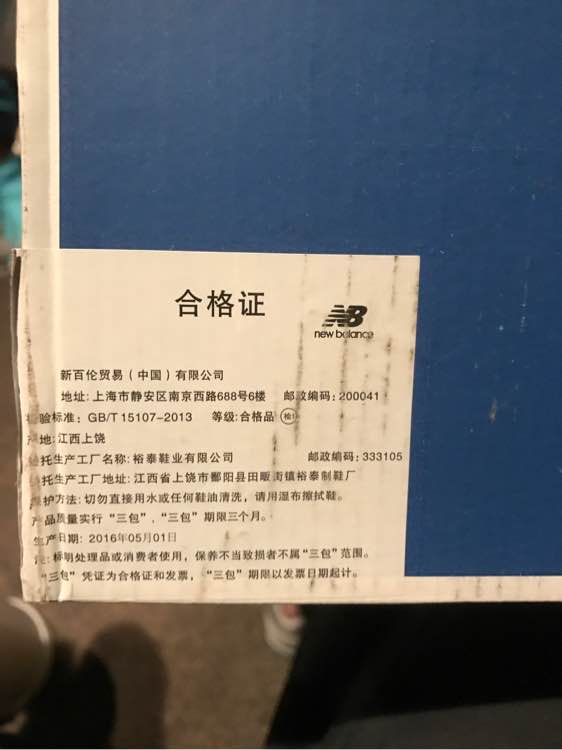 合格证
NB
new balance
新百伦贸易（中国）有限公司
地址: 上海市静安区南京西路688号6楼 邮政编码: 200041
验标准: GB/T 15107-2013 等级: 合格品 检1
产地: 江西上饶
托生产工厂名称: 裕泰鞋业有限公司 邮政编码: 333105
托生产工厂地址: 江西省上饶市鄱阳县田畈街镇裕泰制鞋厂
护方法: 切勿直接用水或任何鞋油清洗，请用湿布擦拭鞋。
产品质量实行“三包”，“三包”期限三个月。
生产日期: 2016年05月01日
注: 标明处理品或消费者使用，保养不当致损者不属“三包”范围。
“三包”凭证为合格证和发票，“三包”期限以发票日期起计。